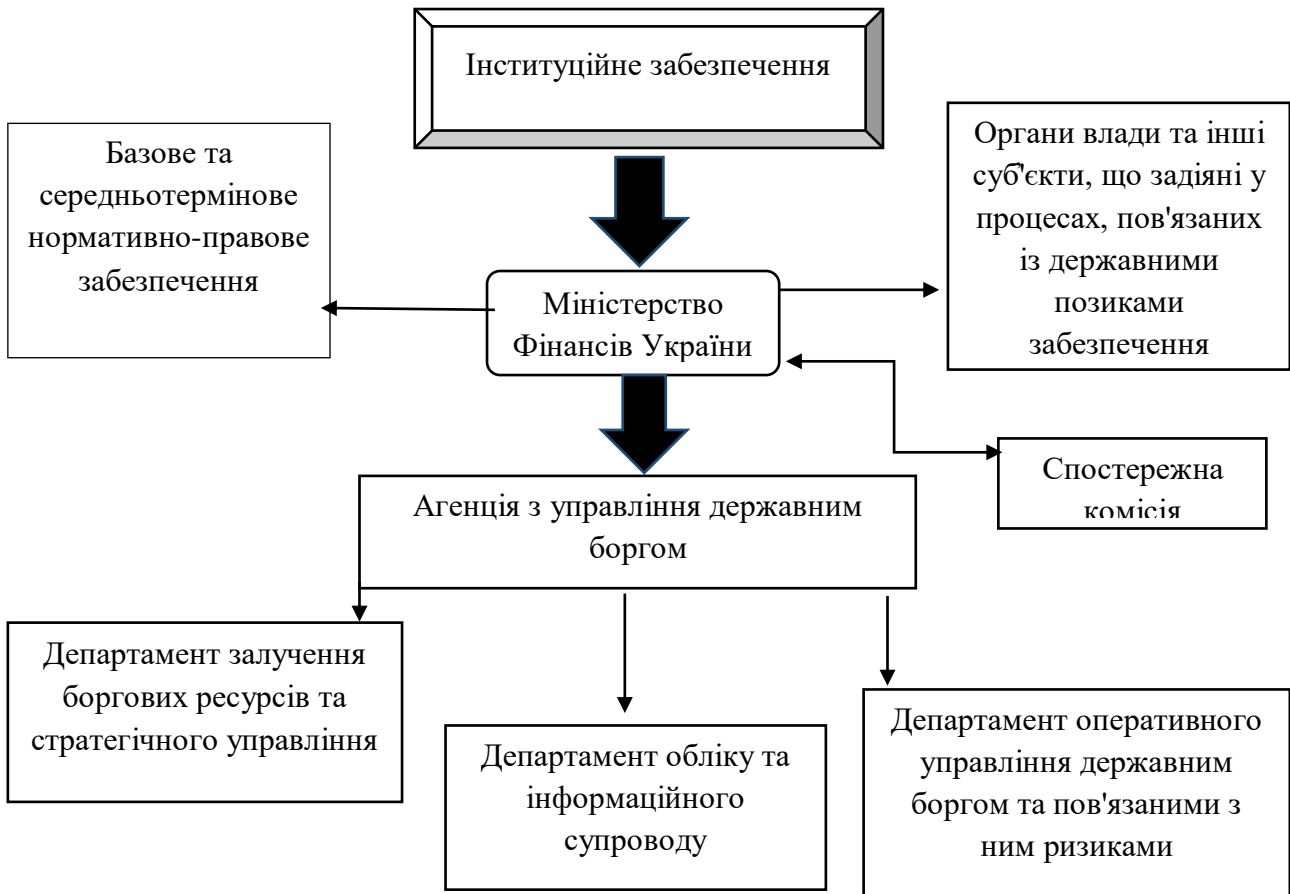 Інституційне забезпечення
Базове та
середньотермінове
нормативно-правове
забезпечення
Органи влади та інші
суб'єкти, що задіяні у
процесах, пов'язаних
із державними
позиками
забезпечення
Міністерство
Фінансів України
Спостережна
комісія
Агенція з управління державним
боргом
Департамент залучення
боргових ресурсів та
стратегічного управління
Департамент обліку та
інформаційного
супроводу
Департамент оперативного
управління державним
боргом та пов'язаними з
ним ризиками